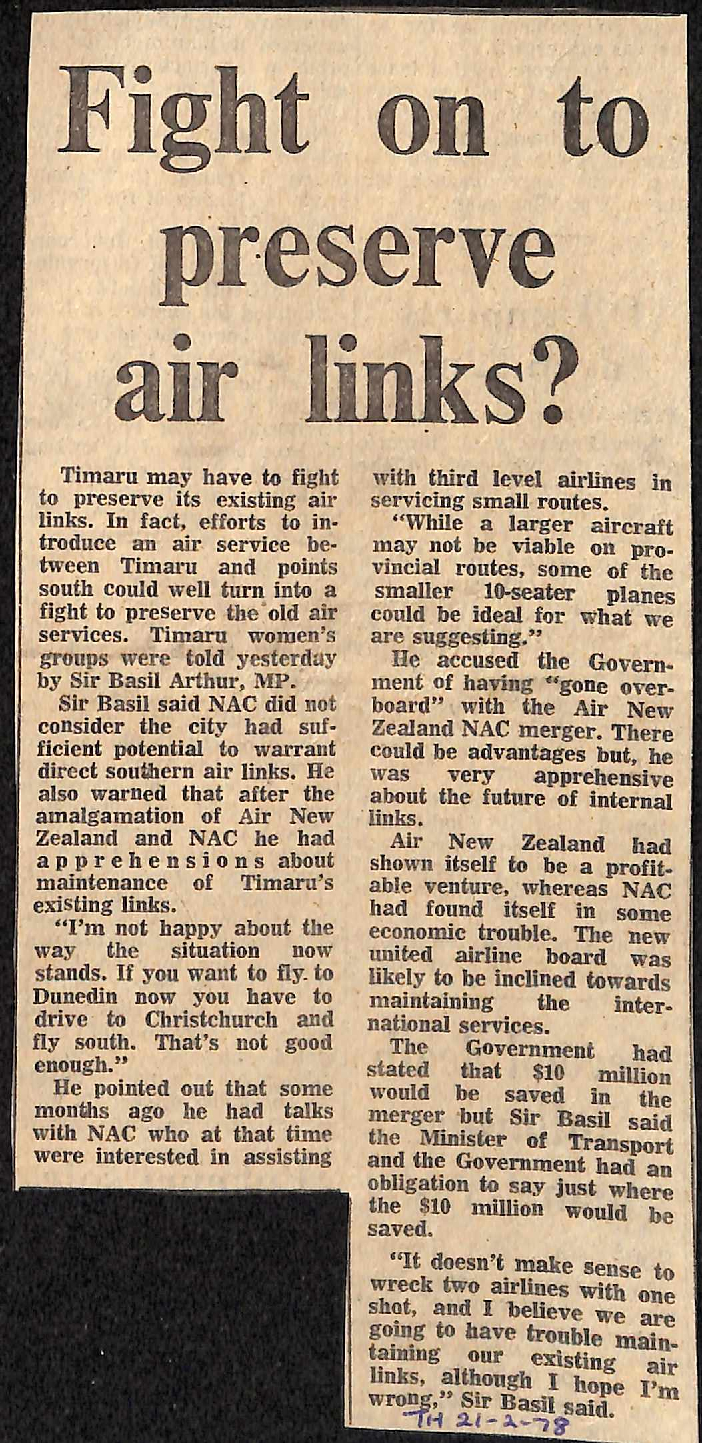 Fight on to
preserve
air links?
Timaru may have to fight
to preserve its existing air
links. In fact, efforts to in-
troduce an air service be-
tween Timaru and points
south could well turn into a
fight to preserve the old air
services. Timaru women's
groups were told yesterday
by Sir Basil Arthur, MP.
Sir Basil said NAC did not
consider the city had suf-
ficient potential to warrant
direct southern air links. He
also warned that after the
amalgamation of Air New
Zealand and NAC he had
apprehensions about
maintenance of Timaru's
existing links.
"I'm not happy about the
way the situation now
stands. If you want to fly to
Dunedin now you have to
drive to Christchurch and
fly south. That's not good
enough."
He pointed out that some
months ago he had talks
with NAC who at that time
were interested in assisting
with third level airlines in
servicing small routes.
"While a larger aircraft
may not be viable on pro-
vincial routes, some of the
smaller 10-seater planes
could be ideal for what we
are suggesting."
He accused the Govern-
ment of having "gone over-
board" with the Air New
Zealand NAC merger. There
could be advantages but, he
was very apprehensive
about the future of internal
links.
Air New Zealand had
shown itself to be a profit-
able venture, whereas NAC
had found itself in some
economic trouble. The new
united airline board was
likely to be inclined towards
maintaining the inter-
national services.
The Government had
stated that $10 million
would be saved in the
merger but Sir Basil said
the Minister of Transport
and the Government had an
obligation to say just where
the $10 million would be
saved.
"It doesn't make sense to
wreck two airlines with one
shot, and I believe we are
going to have trouble main-
taining our existing air
links, although I hope I'm
wrong," Sir Basil said.
TH 21-2-78